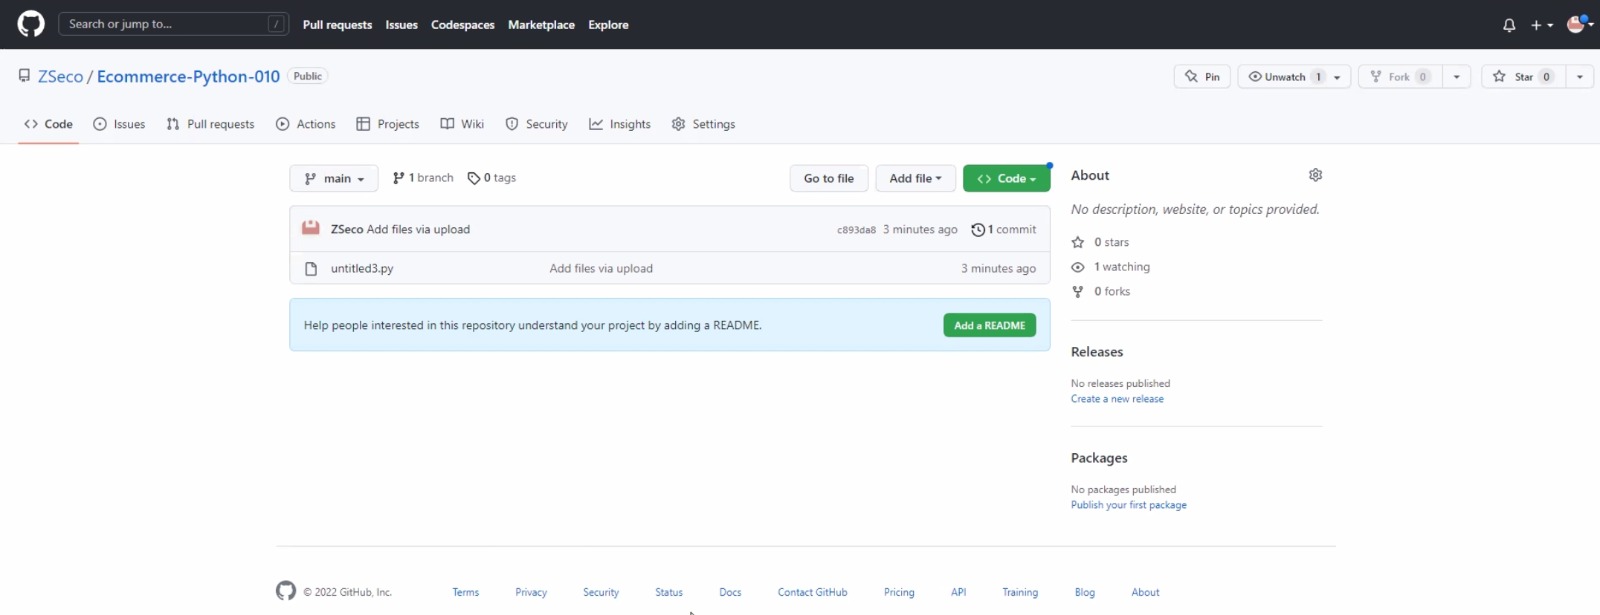 Search or jump to... / Pull requests Issues Codespaces Marketplace Explore
ZSeco / Ecommerce-Python-010 Public Pin Unwatch 1 Fork 0 Star 0
Code Issues Pull requests Actions Projects Wiki Security Insights Settings
main 1 branch 0 tags Go to file Add file Code
ZSeco Add files via upload c893da8 3 minutes ago 1 commit
untitled3.py Add files via upload 3 minutes ago
Help people interested in this repository understand your project by adding a README. Add a README
About
No description, website, or topics provided.
0 stars
1 watching
0 forks
Releases
No releases published
Create a new release
Packages
No packages published
Publish your first package
© 2022 GitHub, Inc. Terms Privacy Security Status Docs Contact GitHub Pricing API Training Blog About